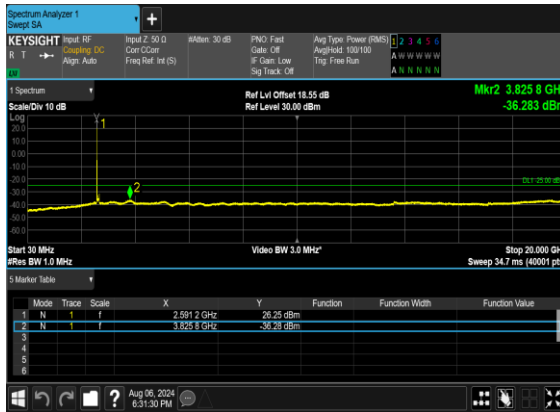 Spectrum Analyzer 1
Swept SA
KEYSIGHT Input: RF Input Z: 50 Ω #Atten: 30 dB PNO: Fast Avg Type: Power (RMS) 1 2 3 4 5 6
R T Coupling: DC Corr CCorr Gate: Off Avg|Hold: 100/100 A W W W W W
Align: Auto Freq Ref: Int (S) IF Gain: Low Trig: Free Run
Sig Track: Off A N N N N N
1 Spectrum Ref Lvl Offset 18.55 dB Mkr2 3.825 8 GH
Scale/Div 10 dB Ref Level 30.00 dBm -36.283 dB
Log
20.0
10.0
0.00
-10.0
-20.0
-30.0
-40.0
-50.0
-60.0
1
2
DL1 -25.00 dB
Start 30 MHz Video BW 3.0 MHz* Stop 20.000 GH
#Res BW 1.0 MHz Sweep 34.7 ms (40001 pt
5 Marker Table
Mode Trace Scale X Y Function Function Width Function Value
1 N 1 f 2.591 2 GHz 26.25 dBm
2 N 1 f 3.825 8 GHz -36.28 dBm
3
4
5
6
? Aug 06, 2024
6:31:30 PM